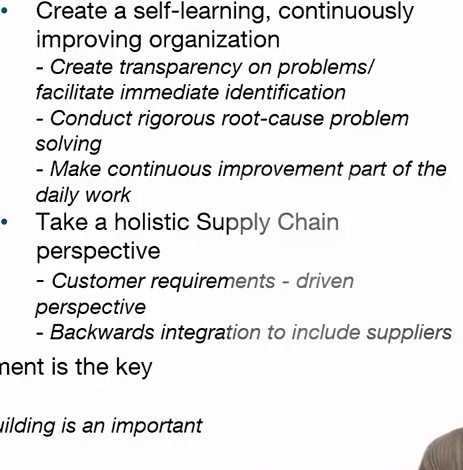 • Create a self-learning, continuously
improving organization
- Create transparency on problems/
facilitate immediate identification
- Conduct rigorous root-cause problem
solving
- Make continuous improvement part of the
daily work
• Take a holistic Supply Chain
perspective
- Customer requirements - driven
perspective
- Backwards integration to include suppliers
ment is the key
uilding is an important